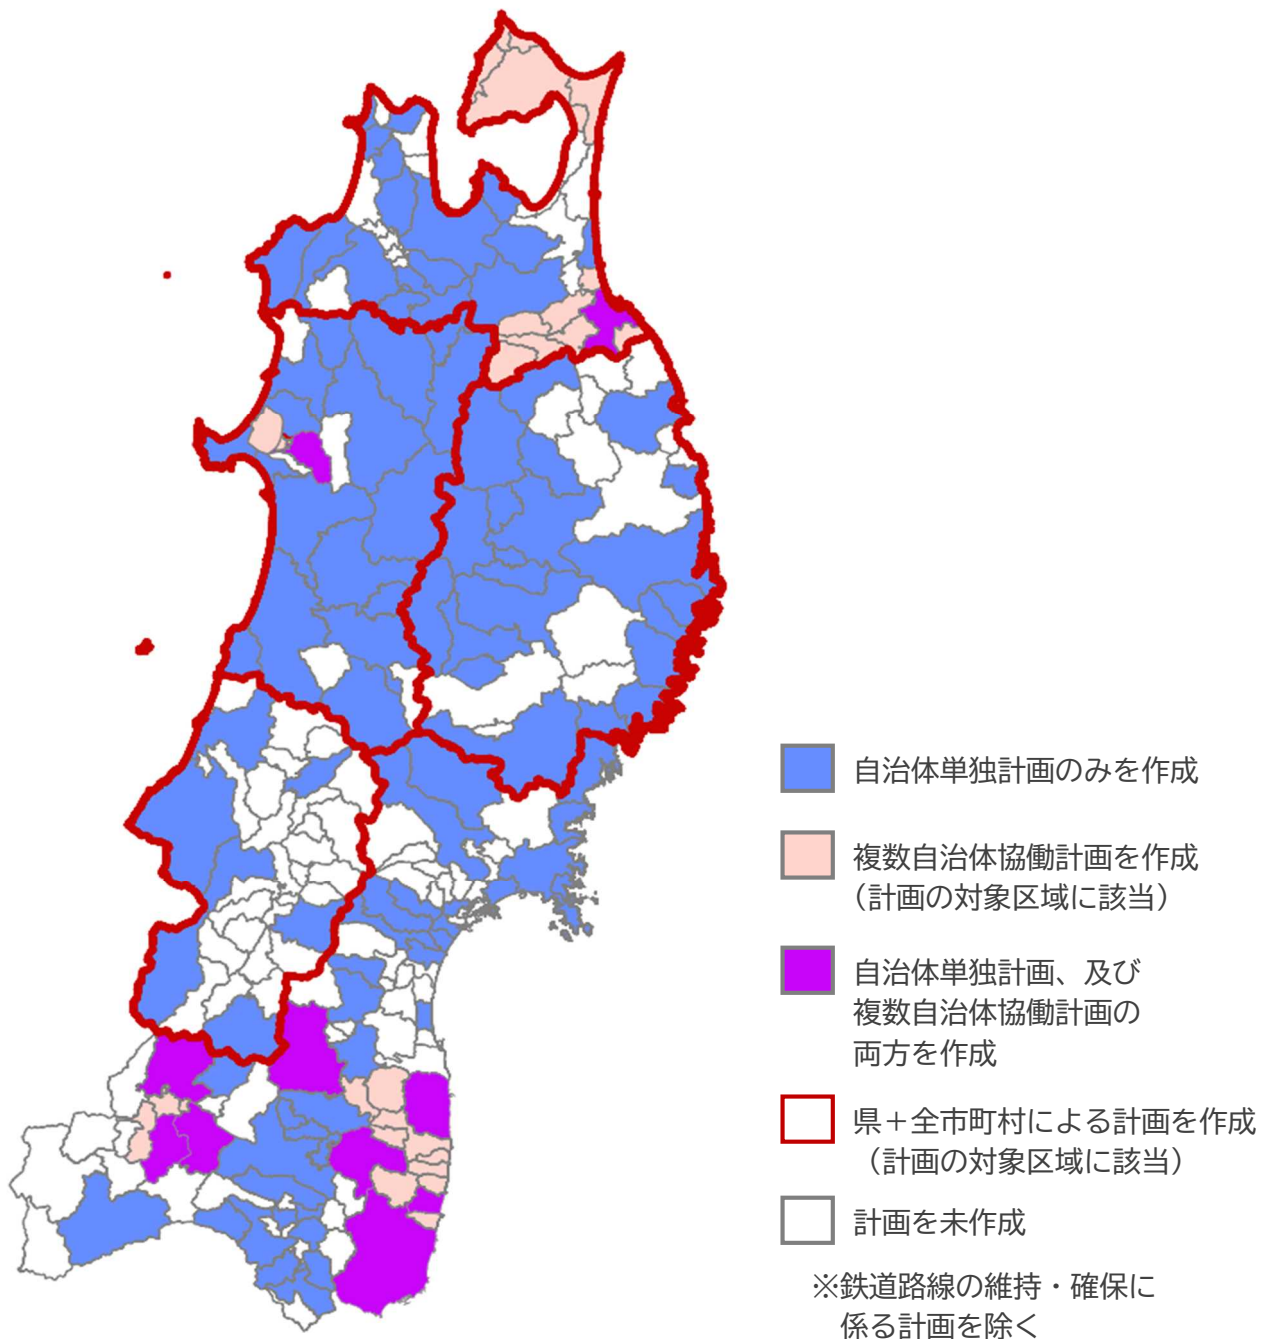 自治体単独計画のみを作成
複数自治体協働計画を作成
（計画の対象区域に該当）
自治体単独計画、及び
複数自治体協働計画の
両方を作成
県＋全市町村による計画を作成
（計画の対象区域に該当）
計画を未作成
※鉄道路線の維持・確保に
係る計画を除く